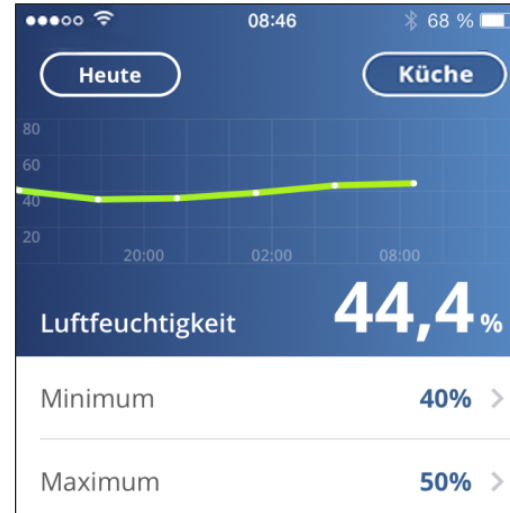 08:46 68 %
Heute Küche
80
60
40
20
20:00 02:00 08:00
Luftfeuchtigkeit 44,4 %
Minimum 40%
Maximum 50%